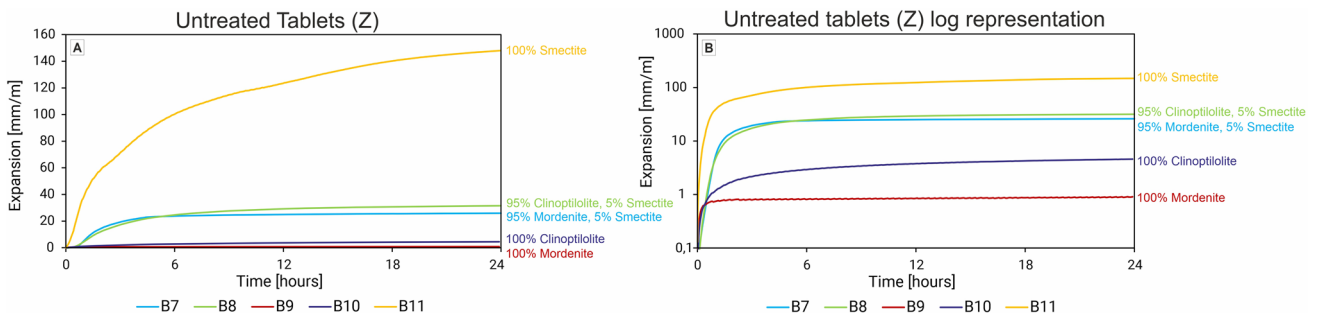 Untreated Tablets (Z)
A
Expansion [mm/m]
160
140
120
100
80
60
40
20
0
0 6 12 18 24
Time [hours]
100% Smectite
95% Clinoptilolite, 5% Smectite
95% Mordenite, 5% Smectite
100% Clinoptilolite
100% Mordenite
B7 B8 B9 B10 B11
Untreated tablets (Z) log representation
B
Expansion [mm/m]
1000
100
10
1
0,1
0 6 12 18 24
Time [hours]
100% Smectite
95% Clinoptilolite, 5% Smectite
95% Mordenite, 5% Smectite
100% Clinoptilolite
100% Mordenite
B7 B8 B9 B10 B11